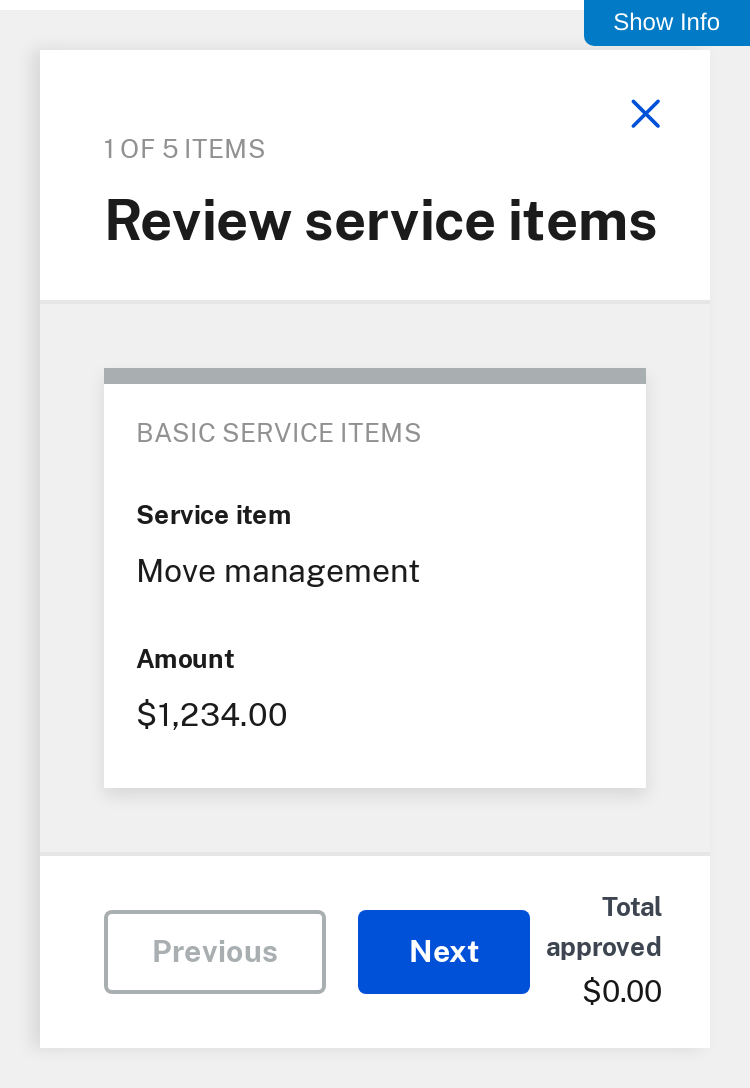 Show Info
1 OF 5 ITEMS
Review service items
BASIC SERVICE ITEMS
Service item
Move management
Amount
$1,234.00
Previous
Next
Total
approved
$0.00